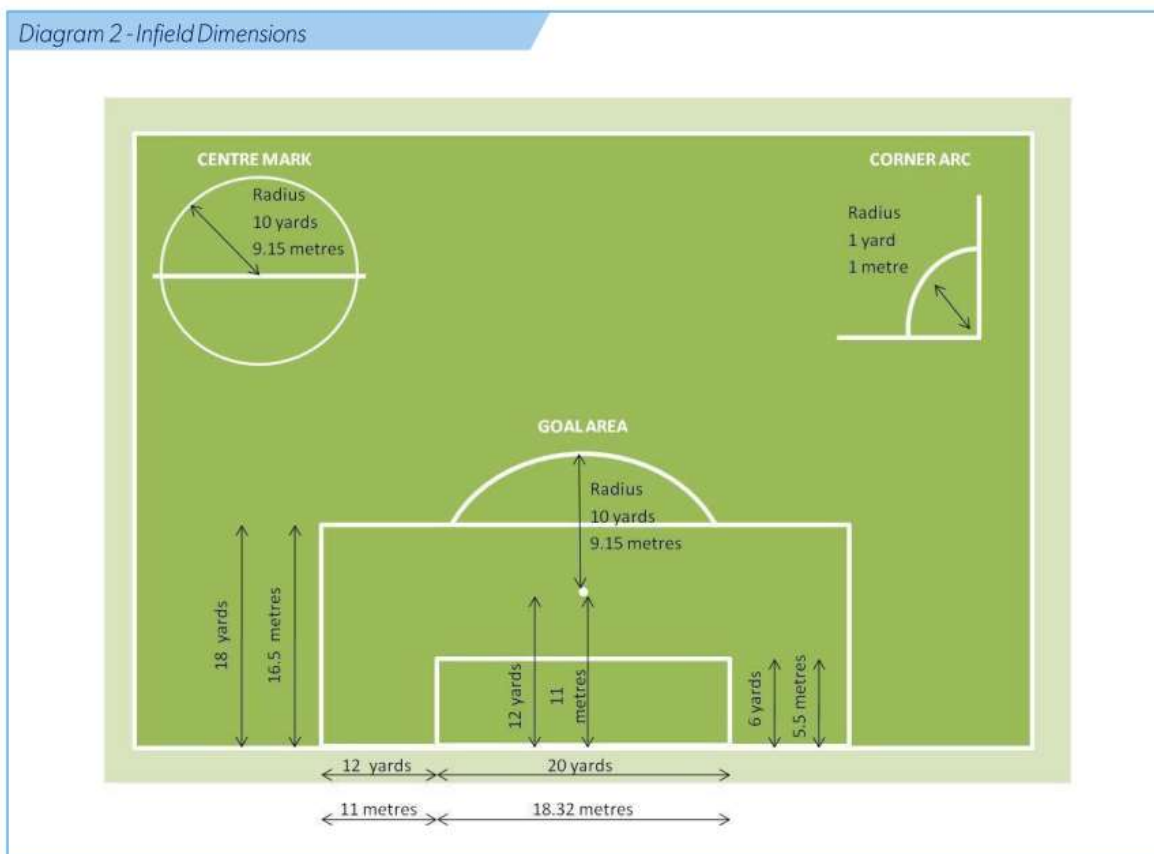 Diagram 2 - Infield Dimensions
CENTRE MARK
Radius
10 yards
9.15 metres
CORNER ARC
Radius
1 yard
1 metre
GOAL AREA
Radius
10 yards
9.15 metres
18 yards
16.5 metres
12 yards
11
metres
6 yards
5.5 metres
12 yards
20 yards
11 metres
18.32 metres